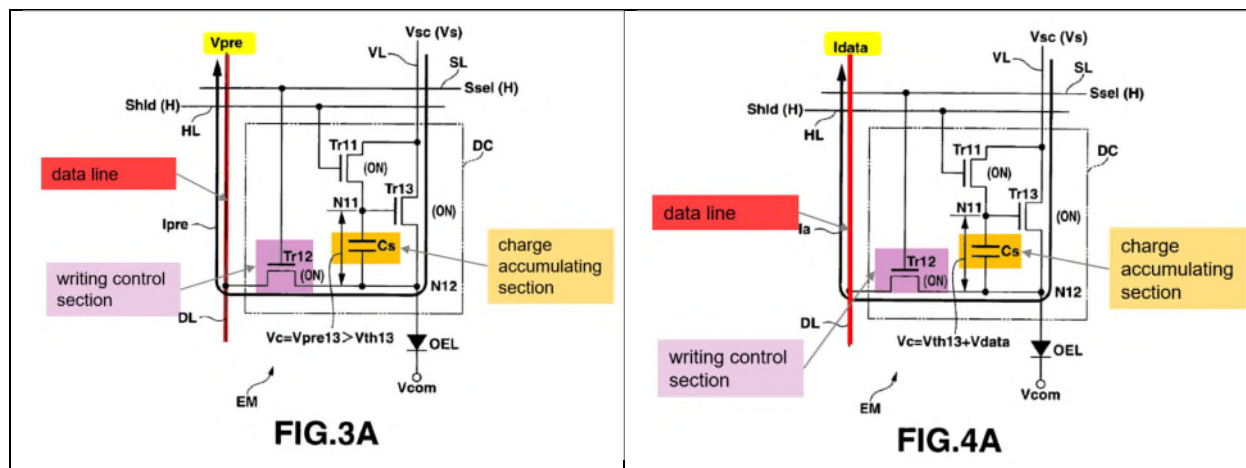 Vpre
Vsc (Vs)
VL
SL
Ssel (H)
Shld (H)
HL
DC
Tr11
(ON)
data line
Tr13
N11
(ON)
Ipre
Cs
charge
accumulating
section
Tr12
writing control
section
(ON)
N12
DL
Vc=Vpre13>Vth13
OEL
Vcom
EM
FIG.3A
Idata
Vsc (Vs)
VL
SL
Ssel (H)
Shld (H)
HL
DC
Tr11
(ON)
Tr13
data line
N11
(ON)
Ia
Cs
charge
accumulating
section
Tr12
(ON)
N12
DL
Vc=Vth13+Vdata
writing control
section
OEL
Vcom
EM
FIG.4A